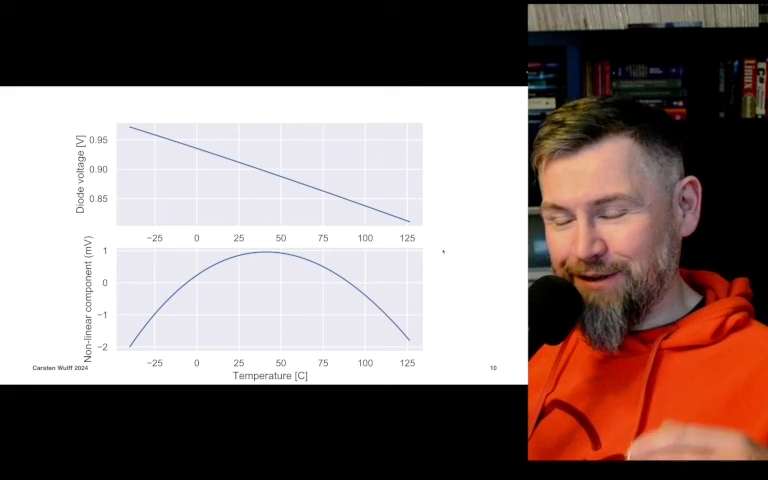 Diode voltage [V]
0.95
0.90
0.85
−25 0 25 50 75 100 125
Non-linear component (mV)
1
0
−1
−2
−25 0 25 50 75 100 125
Temperature [C]
Carsten Wulff 2024
10
Linux